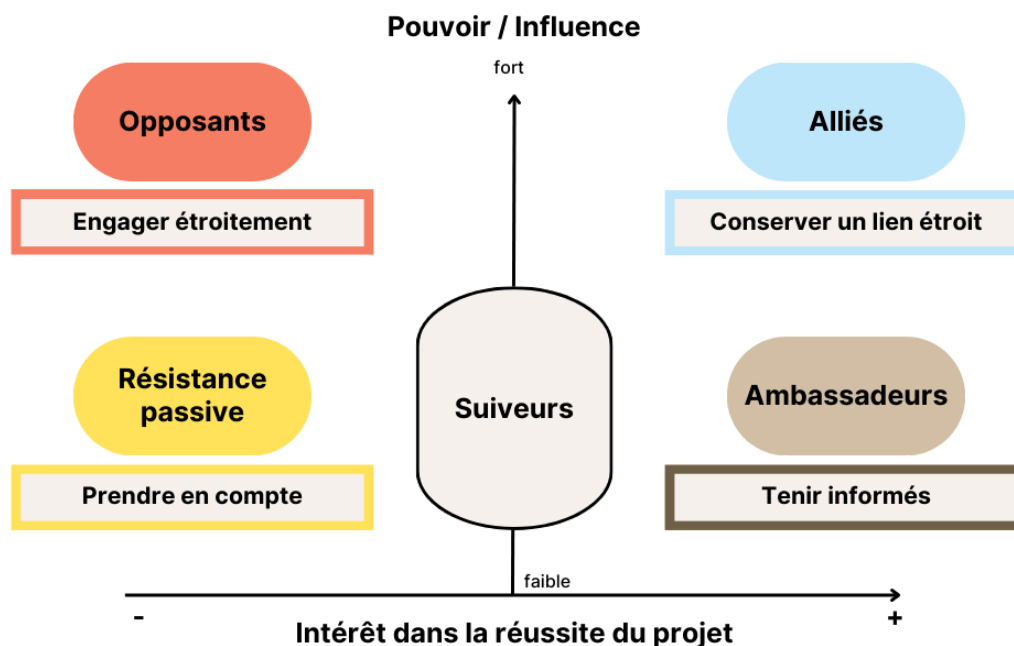 Pouvoir / Influence
fort
Opposants
Alliés
Engager étroitement
Conserver un lien étroit
Résistance
passive
Suiveurs
Ambassadeurs
Prendre en compte
Tenir informés
faible
-
+
Intérêt dans la réussite du projet